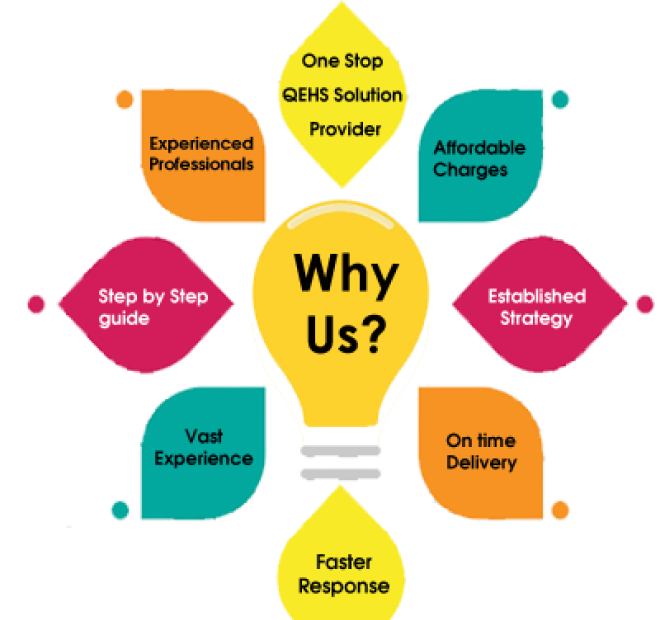 One Stop
QEHS Solution
Provider
Experienced
Professionals
Affordable
Charges
Why
Us?
Step by Step
guide
Established
Strategy
Vast
Experience
On time
Delivery
Faster
Response